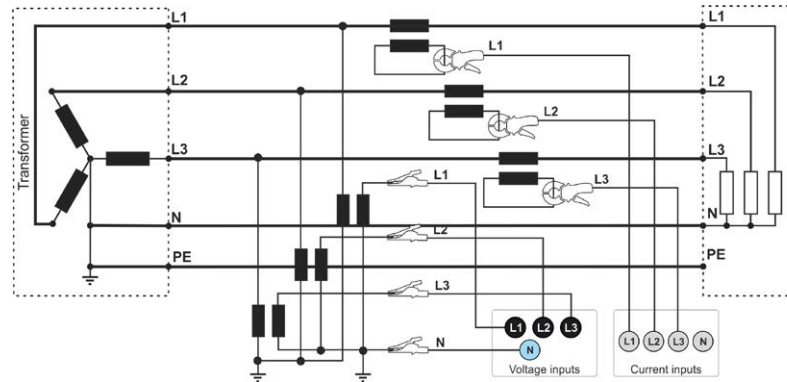 L1
L1
L1
L2
L2
L2
Transformer
L3
L3
L3
L1
N
N
L2
PE
PE
L3
L1
L2
L3
L1
L2
L3
N
N
N
Voltage inputs
Current inputs